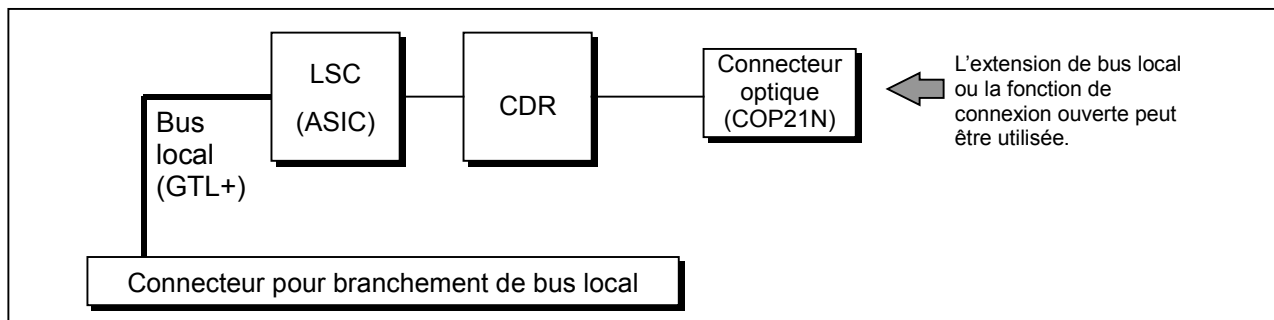 LSC
(ASIC)
CDR
Connecteur
optique
(COP21N)
L'extension de bus local
ou la fonction de
connexion ouverte peut
être utilisée.
Bus
local
(GTL+)
Connecteur pour branchement de bus local